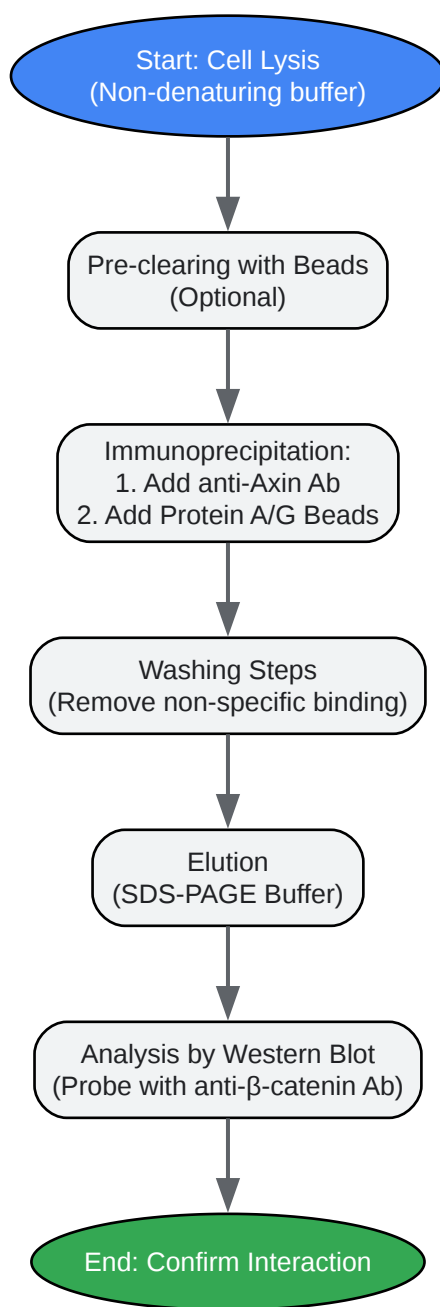 Start: Cell Lysis
(Non-denaturing buffer)
Pre-clearing with Beads
(Optional)
Immunoprecipitation:
1. Add anti-Axin Ab
2. Add Protein A/G Beads
Washing Steps
(Remove non-specific binding)
Elution
(SDS-PAGE Buffer)
Analysis by Western Blot
(Probe with anti-β-catenin Ab)
End: Confirm Interaction